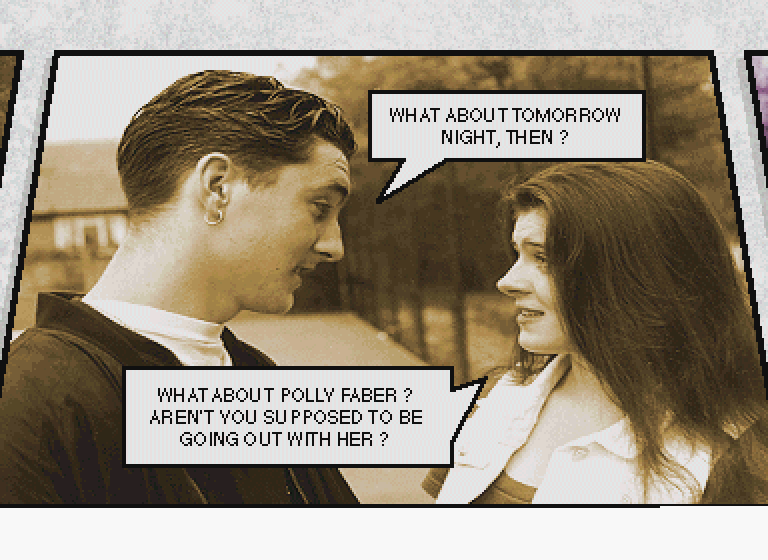 WHAT ABOUT TOMORROW
NIGHT, THEN ?
WHAT ABOUT POLLY FABER ?
AREN'T YOU SUPPOSED TO BE
GOING OUT WITH HER ?